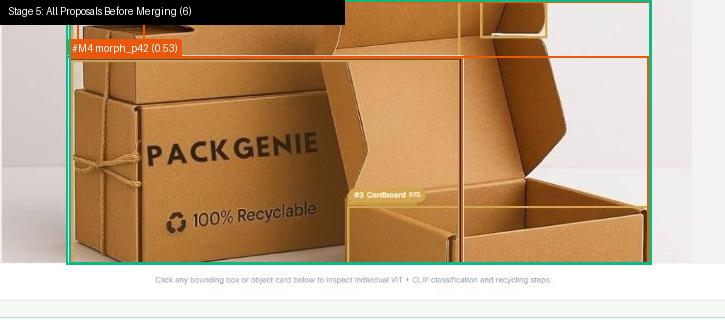 Stage 5: All Proposals Before Merging (6)
#M4 morph_p42 (0.53)
PACKGENIE
#3 Cardboard 97%
100% Recyclable
Click any bounding box or object card below to inspect individual ViT + CLIP classification and recycling steps.